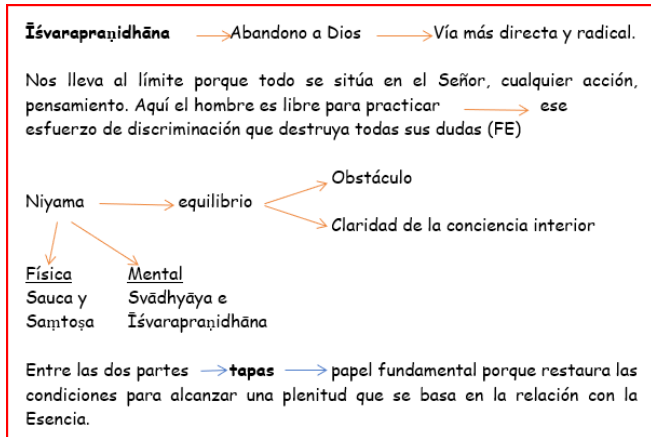 Īśvarapraṇidhāna Abandono a Dios Vía más directa y radical.
Nos lleva al límite porque todo se sitúa en el Señor, cualquier acción,
pensamiento. Aquí el hombre es libre para practicar ese
esfuerzo de discriminación que destruya todas sus dudas (FE)
Obstáculo
Niyama equilibrio
Claridad de la conciencia interior
Física Mental
Sauca y Svādhyāya e
Saṃtoṣa Īśvarapraṇidhāna
Entre las dos partes tapas papel fundamental porque restaura las
condiciones para alcanzar una plenitud que se basa en la relación con la
Esencia.